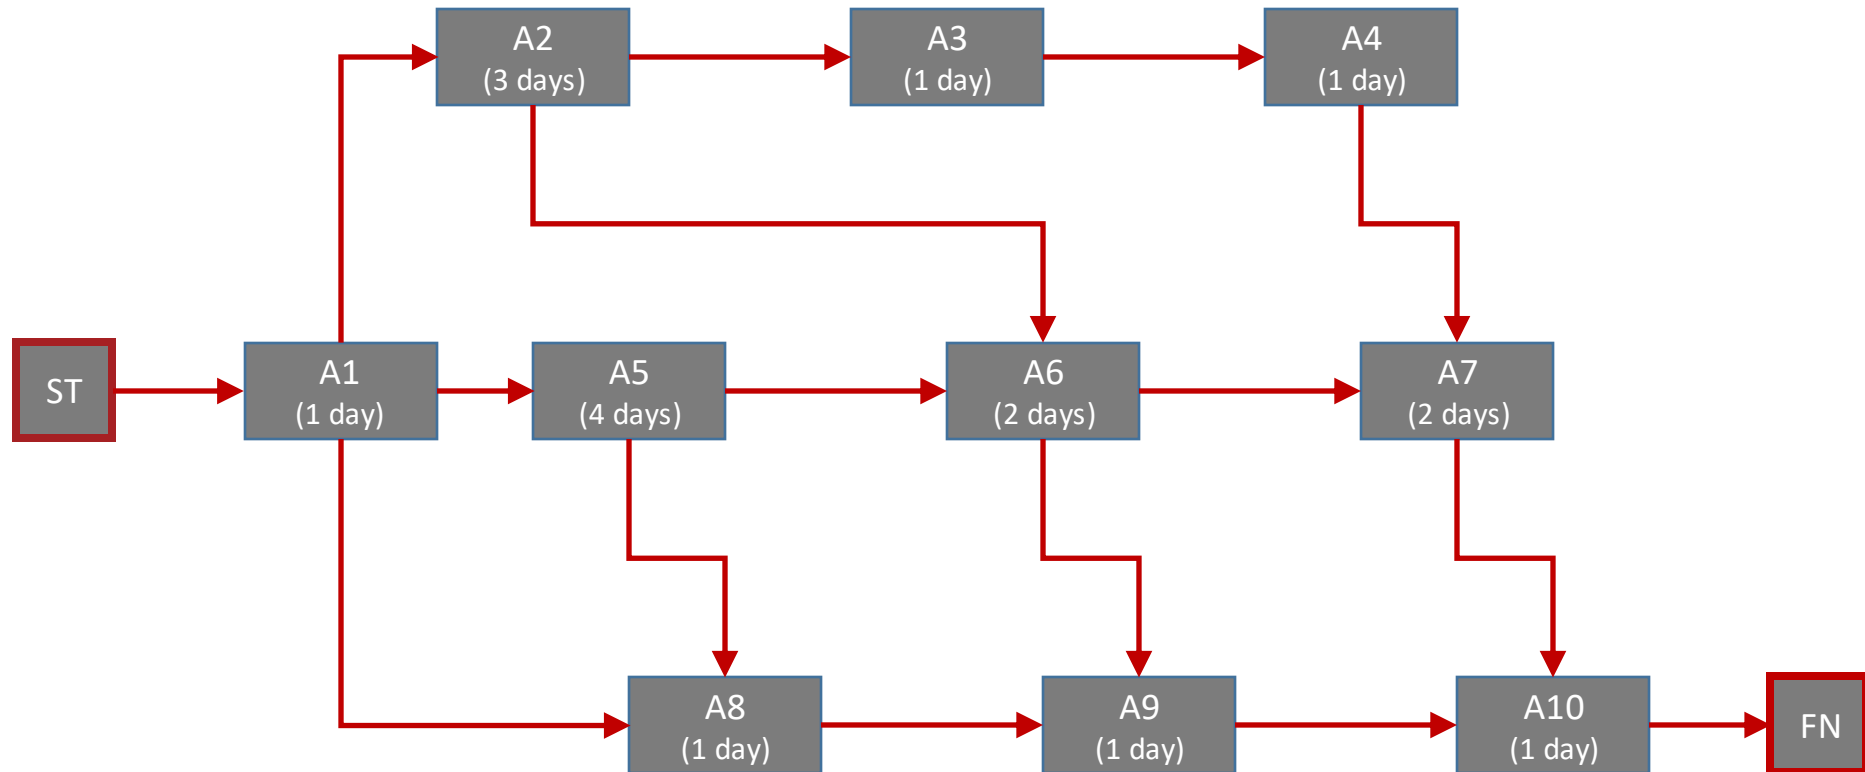 A2
(3 days)
A3
(1 day)
A4
(1 day)
ST
A1
(1 day)
A5
(4 days)
A6
(2 days)
A7
(2 days)
A8
(1 day)
A9
(1 day)
A10
(1 day)
FN